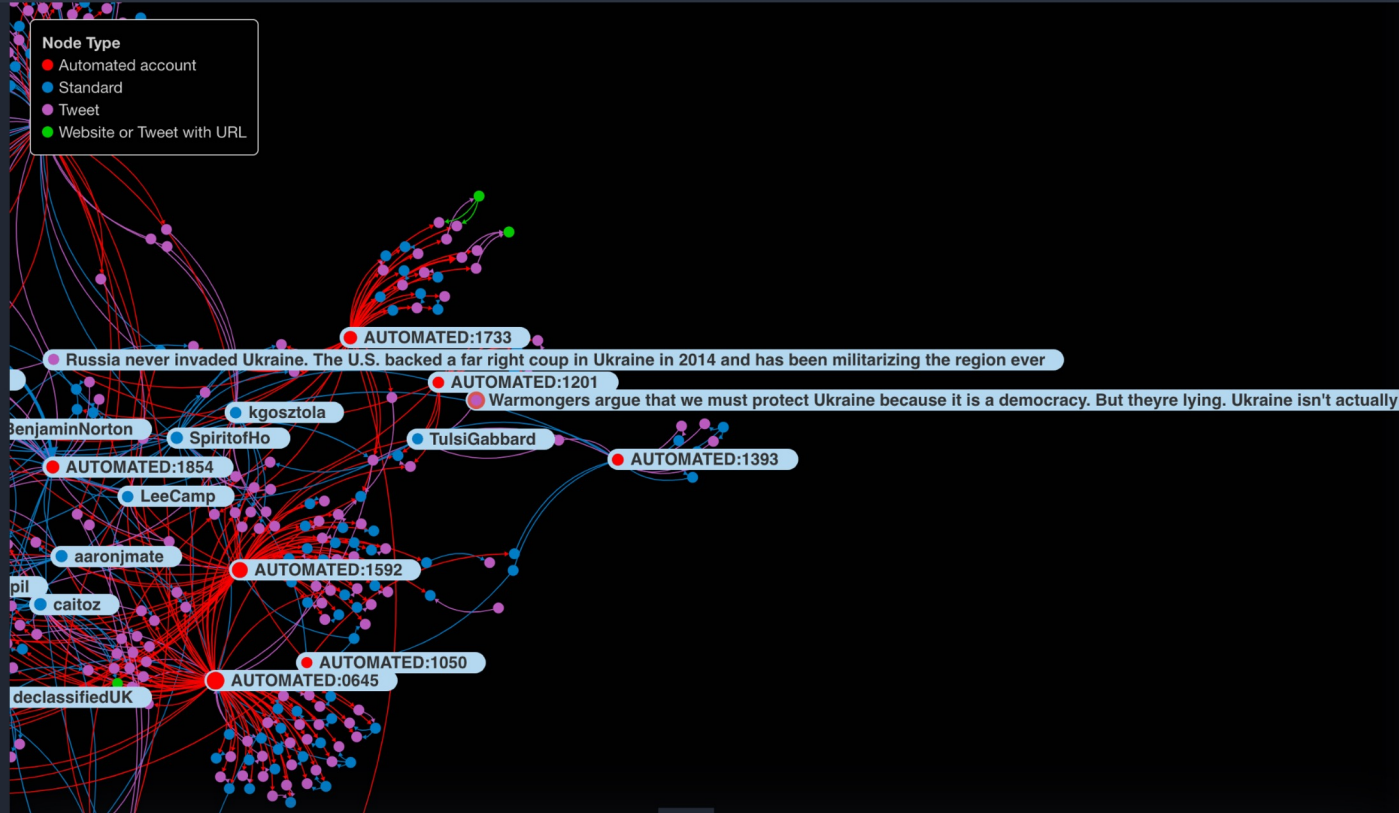 Node Type
Automated account
Standard
Tweet
Website or Tweet with URL
AUTOMATED:1733
Russia never invaded Ukraine. The U.S. backed a far right coup in Ukraine in 2014 and has been militarizing the region ever
AUTOMATED:1201
Warmongers argue that we must protect Ukraine because it is a democracy. But theyre lying. Ukraine isn't actually
kgosztola
BenjaminNorton
SpiritofHo
TulsiGabbard
AUTOMATED:1393
AUTOMATED:1854
LeeCamp
aaronjmate
AUTOMATED:1592
pil
caitoz
AUTOMATED:1050
AUTOMATED:0645
declassifiedUK